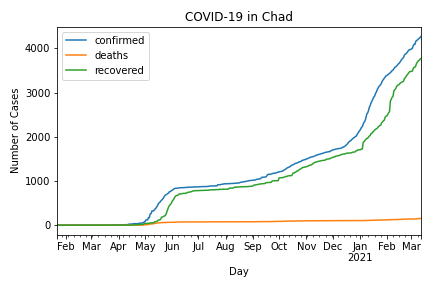 COVID-19 in Chad
confirmed
deaths
recovered
Number of Cases
4000
3000
2000
1000
0
Feb Mar Apr May Jun Jul Aug Sep Oct Nov Dec Jan Feb Mar
2021
Day